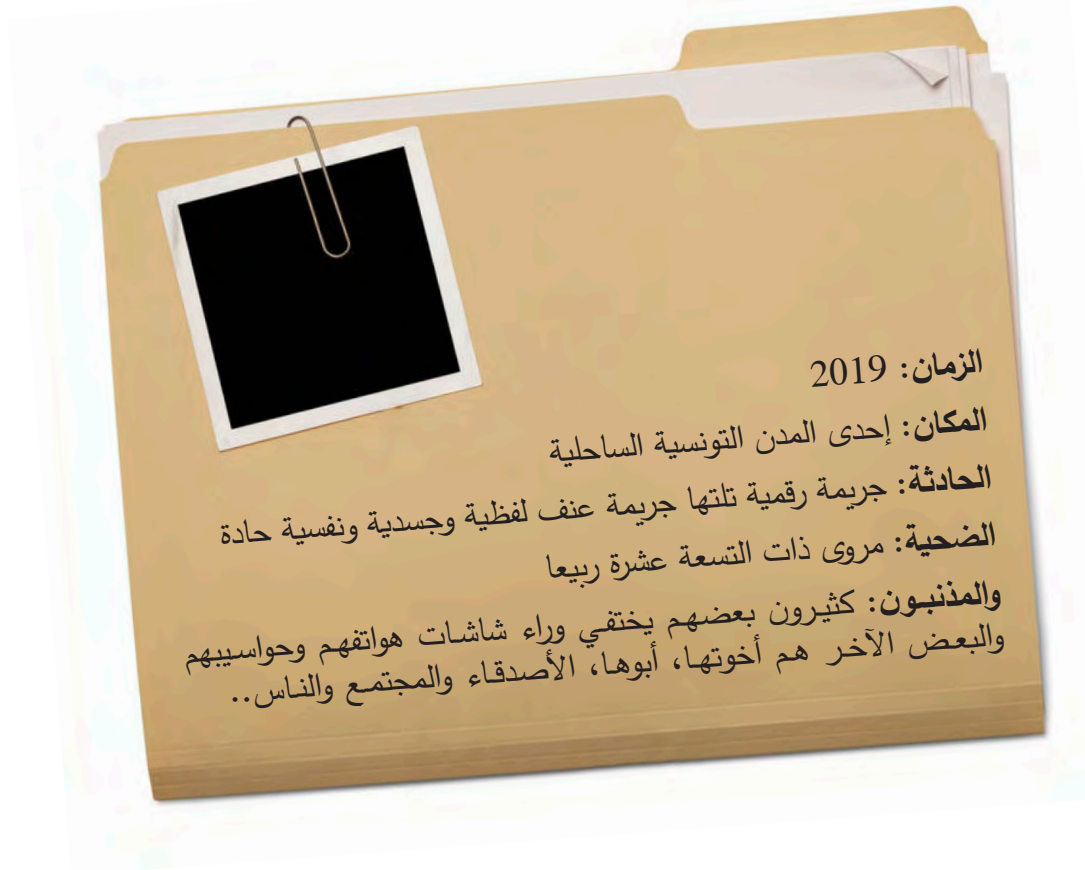 الزمان: 2019
المكان: إحدى المدن التونسية الساحلية
الحادثة: جريمة رقمية تلتها جريمة عنف لفظية وجسدية ونفسية حادة
الضحية: مروى ذات التسعة عشرة ربيعا
والمذنبون: كثيرون بعضهم يختفي وراء شاشات هواتفهم وحواسيبهم
والبعض الآخر هم أخوتها، أبوها، الأصدقاء والمجتمع والناس..